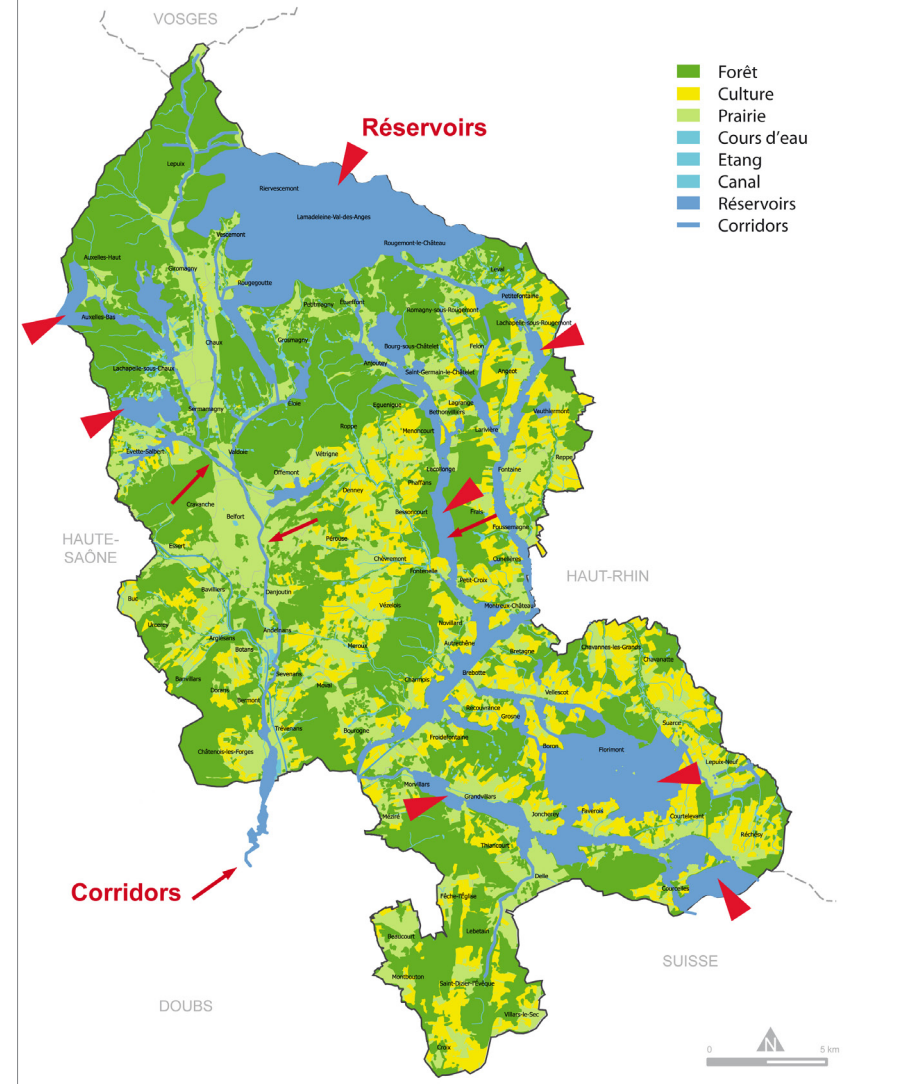 VOSGES
Forêt
Culture
Prairie
Cours d'eau
Etang
Canal
Réservoirs
Corridors
Réservoirs
Lepuix
Riervescemont
Lamadeleine-Val-des-Anges
Vescemont
Rougemont-le-Château
Auxelles-Haut
Giromagny
Leval
Rougegoutte
Petitefontaine
Petitmagny
Étueffont
Romagny-sous-Rougemont
Auxelles-Bas
Lachapelle-sous-Rougemont
Chaux
Grosmagny
Bourg-sous-Châtelet
Felon
Anjoutey
Lachapelle-sous-Chaux
Saint-Germain-le-Châtelet
Angeot
Éloie
Eguenigue
Lagrange
Sermamagny
Bethonvilliers
Vauthiermont
Roppe
Menoncourt
Larivière
Évette-Salbert
Valdoie
Vétrigne
Reppe
Offemont
Lacollonge
Fontaine
Phaffans
Denney
Cravanche
Bessoncourt
Frais
Belfort
Foussemagne
HAUTE-
SAÔNE
Essert
Pérouse
Chèvremont
Cunelières
Fontenelle
HAUT-RHIN
Petit-Croix
Bavilliers
Danjoutin
Buc
Vézelois
Montreux-Château
Urcerey
Novillard
Andelnans
Argiésans
Autrechêne
Botans
Meroux
Bretagne
Chavannes-les-Grands
Chavanatte
Banvillars
Sevenans
Charmois
Brebotte
Dorans
Moval
Vellescot
Bermont
Recouvrance
Grosne
Suarce
Trévenans
Bourogne
Froidefontaine
Boron
Florimont
Châtenois-les-Forges
Lepuix-Neuf
Morvillars
Grandvillars
Méziré
Joncherey
Faverois
Courtelevant
Réchésy
Thiancourt
Delle
Courcelles
Corridors
Fêche-l'Église
Lebetain
Beaucourt
SUISSE
Montbouton
Saint-Dizier-l'Évêque
DOUBS
Villars-le-Sec
Croix
N
0 5 km